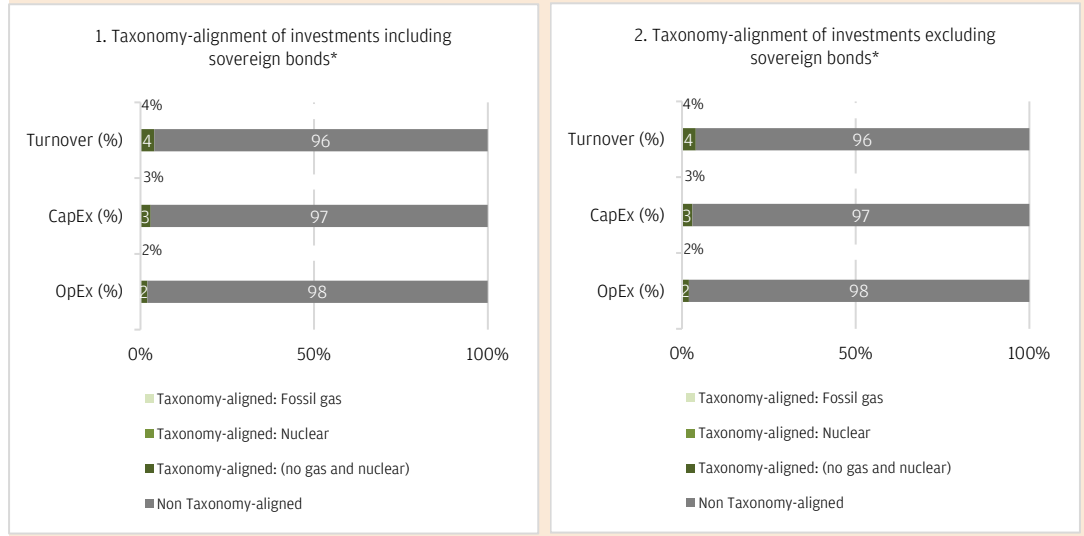 1. Taxonomy-alignment of investments including
sovereign bonds*
4%
Turnover (%)
4
96
3%
CapEx (%)
3
97
2%
OpEx (%)
2
98
0%
50%
100%
Taxonomy-aligned: Fossil gas
Taxonomy-aligned: Nuclear
Taxonomy-aligned: (no gas and nuclear)
Non Taxonomy-aligned
2. Taxonomy-alignment of investments excluding
sovereign bonds*
4%
Turnover (%)
4
96
3%
CapEx (%)
3
97
2%
OpEx (%)
2
98
0%
50%
100%
Taxonomy-aligned: Fossil gas
Taxonomy-aligned: Nuclear
Taxonomy-aligned: (no gas and nuclear)
Non Taxonomy-aligned